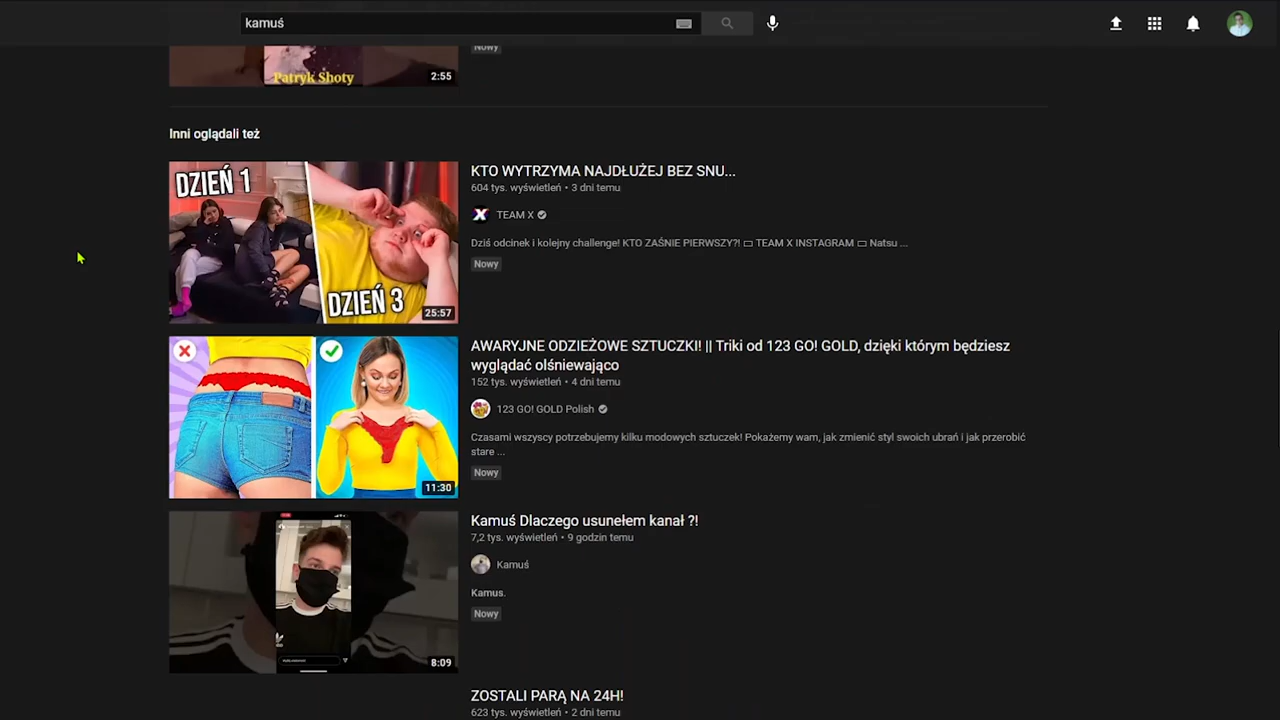 kamuś
Patryk Shoty
2:55
Nowy
Inni oglądali też
DZIEŃ 1
DZIEŃ 3
25:57
KTO WYTRZYMA NAJDŁUŻEJ BEZ SNU...
604 tys. wyświetleń • 3 dni temu
X
TEAM X
Dziś odcinek i kolejny challenge! KTO ZAŚNIE PIERWSZY?! ▭ TEAM X INSTAGRAM ▭ Natsu ...
Nowy
11:30
AWARYJNE ODZIEŻOWE SZTUCZKI! || Triki od 123 GO! GOLD, dzięki którym będziesz
wyglądać olśniewająco
152 tys. wyświetleń • 4 dni temu
123 GO! GOLD Polish
Czasami wszyscy potrzebujemy kilku modowych sztuczek! Pokażemy wam, jak zmienić styl swoich ubrań i jak przerobić
stare ...
Nowy
8:09
Kamuś Dlaczego usunełem kanał ?!
7,2 tys. wyświetleń • 9 godzin temu
Kamuś
Kamus.
Nowy
ZOSTALI PARĄ NA 24H!
623 tys. wyświetleń • 2 dni temu